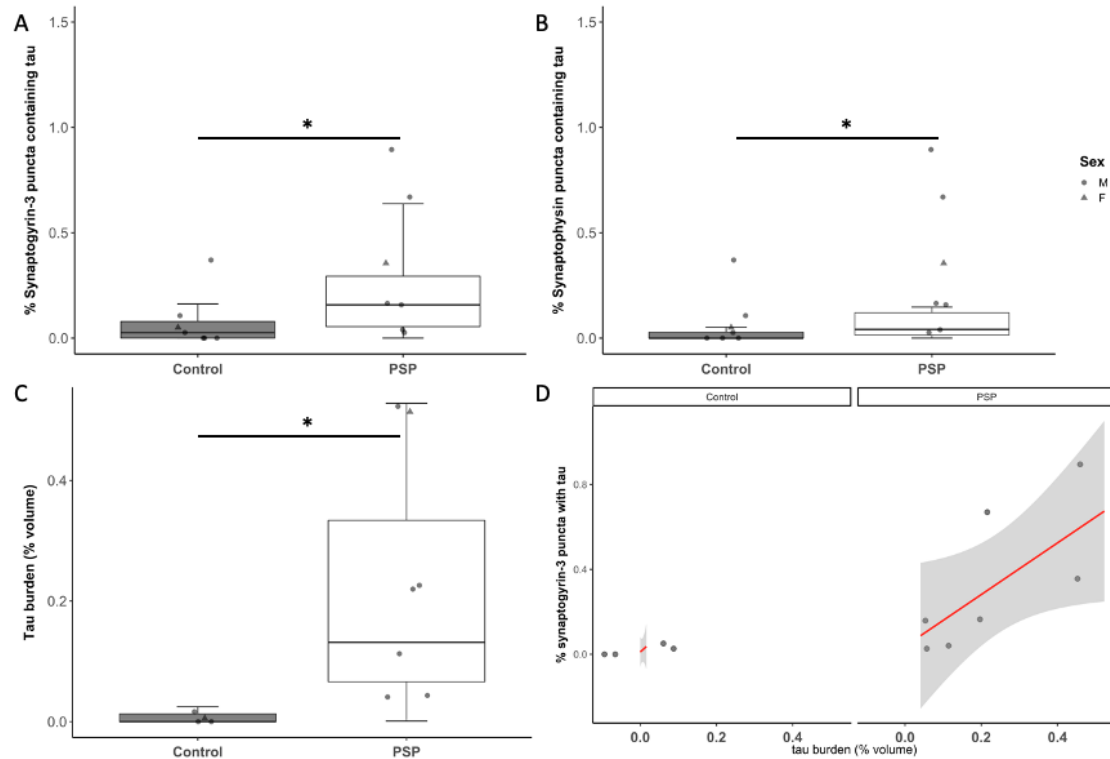 A
% Synaptogyrin-3 puncta containing tau
1.5
1.0
0.5
0.0
*
Control
PSP
B
% Synaptophysin puncta containing tau
1.5
1.0
0.5
0.0
*
Control
PSP
Sex
M
F
C
Tau burden (% volume)
0.4
0.2
0.0
*
Control
PSP
D
Control
PSP
% synaptogyrin-3 puncta with tau
0.8
0.4
0.0
0.0
0.2
0.4
0.0
0.2
0.4
tau burden (% volume)